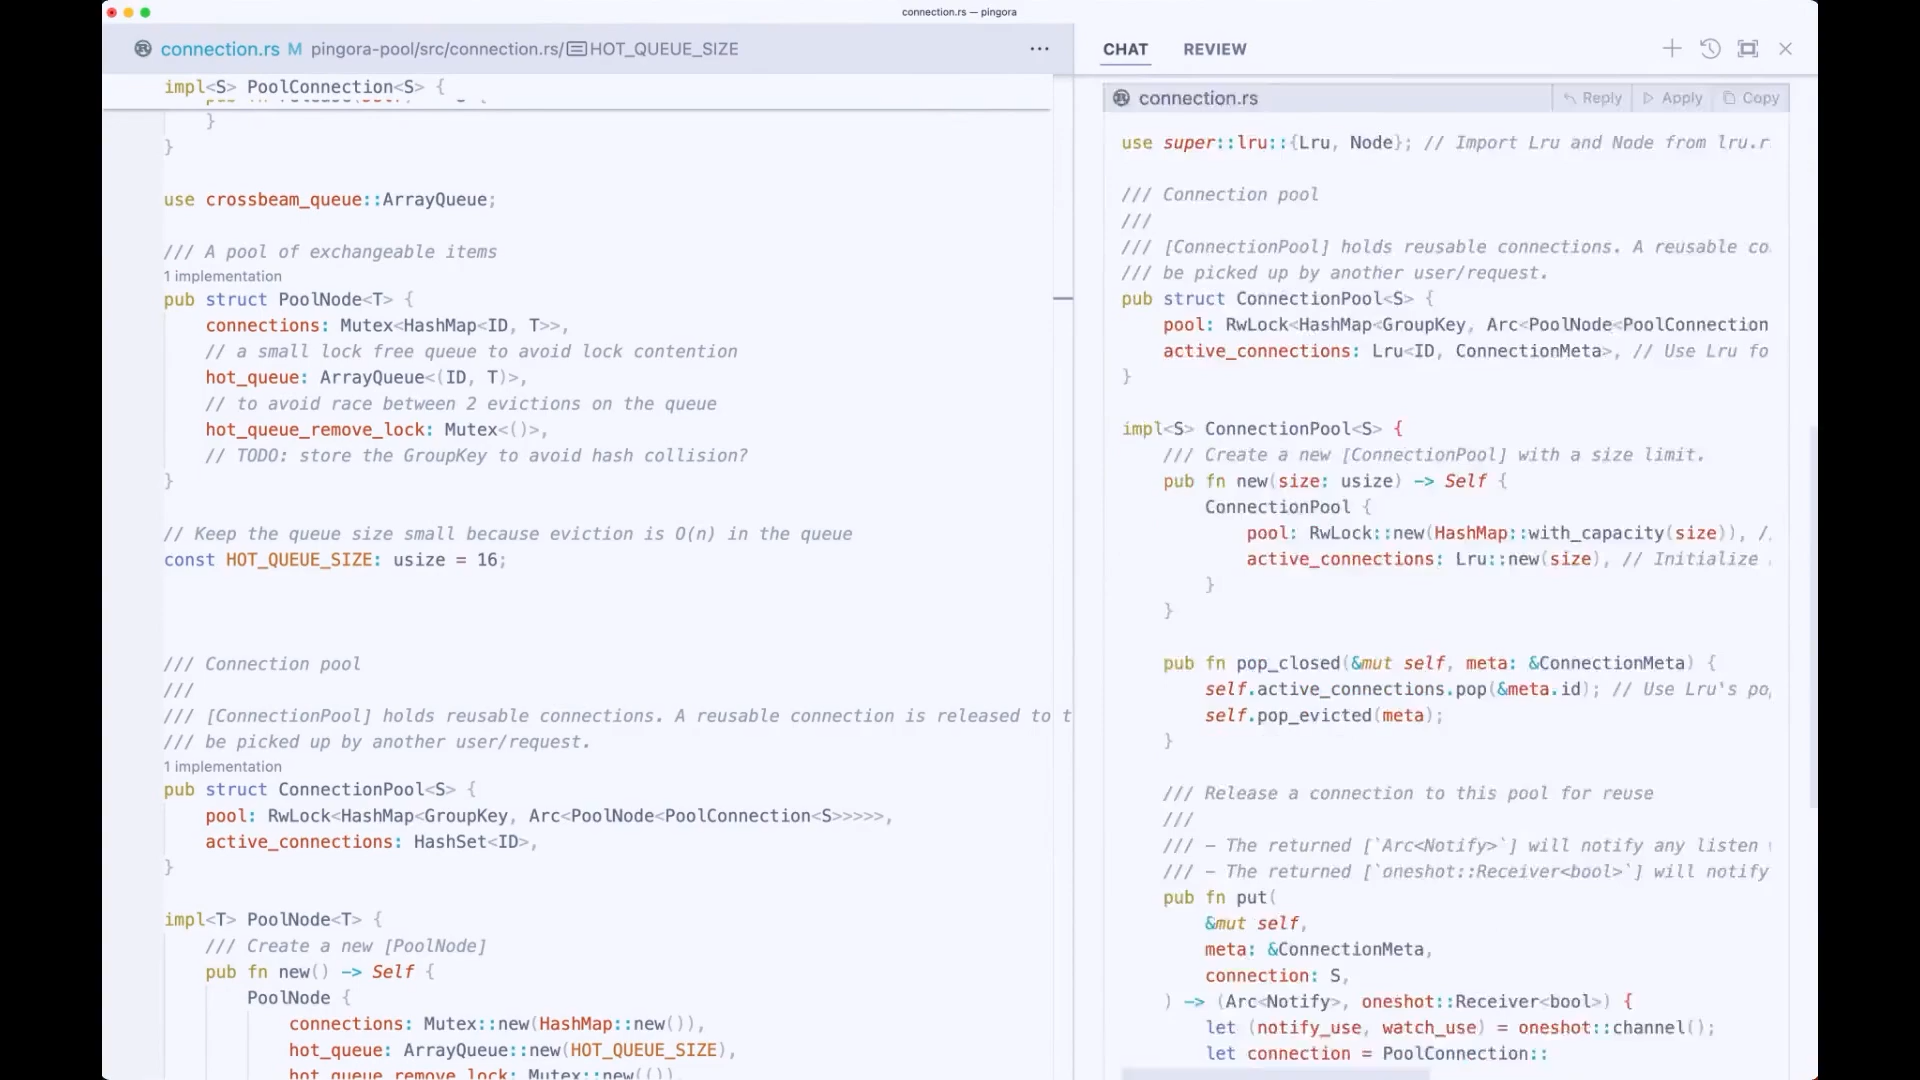 connection.rs — pingora
connection.rs M pingora-pool/src/connection.rs/HOT_QUEUE_SIZE
impl<S> PoolConnection<S> {
}
}
use crossbeam_queue::ArrayQueue;
/// A pool of exchangeable items
1 implementation
pub struct PoolNode<T> {
connections: Mutex<HashMap<ID, T>>,
// a small lock free queue to avoid lock contention
hot_queue: ArrayQueue<(ID, T)>,
// to avoid race between 2 evictions on the queue
hot_queue_remove_lock: Mutex<()>,
// TODO: store the GroupKey to avoid hash collision?
}
// Keep the queue size small because eviction is O(n) in the queue
const HOT_QUEUE_SIZE: usize = 16;
/// Connection pool
///
/// [ConnectionPool] holds reusable connections. A reusable connection is released to t
/// be picked up by another user/request.
1 implementation
pub struct ConnectionPool<S> {
pool: RwLock<HashMap<GroupKey, Arc<PoolNode<PoolConnection<S>>>>>,
active_connections: HashSet<ID>,
}
impl<T> PoolNode<T> {
/// Create a new [PoolNode]
pub fn new() -> Self {
PoolNode {
connections: Mutex::new(HashMap::new()),
hot_queue: ArrayQueue::new(HOT_QUEUE_SIZE),
hot_queue_remove_lock: Mutex::new(()),
CHAT REVIEW
connection.rs Reply Apply Copy
use super::lru::{Lru, Node}; // Import Lru and Node from lru.r
/// Connection pool
///
/// [ConnectionPool] holds reusable connections. A reusable co
/// be picked up by another user/request.
pub struct ConnectionPool<S> {
pool: RwLock<HashMap<GroupKey, Arc<PoolNode<PoolConnection
active_connections: Lru<ID, ConnectionMeta>, // Use Lru fo
}
impl<S> ConnectionPool<S> {
/// Create a new [ConnectionPool] with a size limit.
pub fn new(size: usize) -> Self {
ConnectionPool {
pool: RwLock::new(HashMap::with_capacity(size)), /
active_connections: Lru::new(size), // Initialize
}
}
pub fn pop_closed(&mut self, meta: &ConnectionMeta) {
self.active_connections.pop(&meta.id); // Use Lru's po
self.pop_evicted(meta);
}
/// Release a connection to this pool for reuse
///
/// - The returned [`Arc<Notify>`] will notify any listen
/// - The returned [`oneshot::Receiver<bool>`] will notify
pub fn put(
&mut self,
meta: &ConnectionMeta,
connection: S,
) -> (Arc<Notify>, oneshot::Receiver<bool>) {
let (notify_use, watch_use) = oneshot::channel();
let connection = PoolConnection::